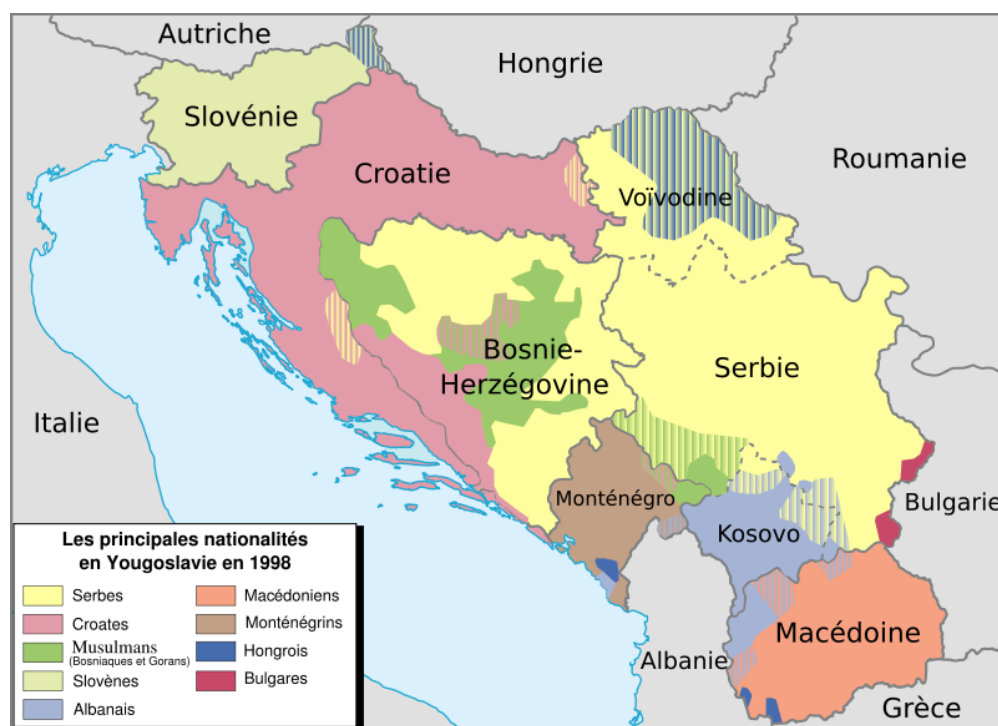 Autriche
Hongrie
Slovénie
Roumanie
Croatie
Voïvodine
Bosnie-
Herzégovine
Serbie
Italie
Monténégro
Bulgarie
Kosovo
Macédoine
Albanie
Grèce
Les principales nationalités
en Yougoslavie en 1998
Serbes
Croates
Musulmans
(Bosniaques et Gorans)
Slovènes
Albanais
Macédoniens
Monténégrins
Hongrois
Bulgares